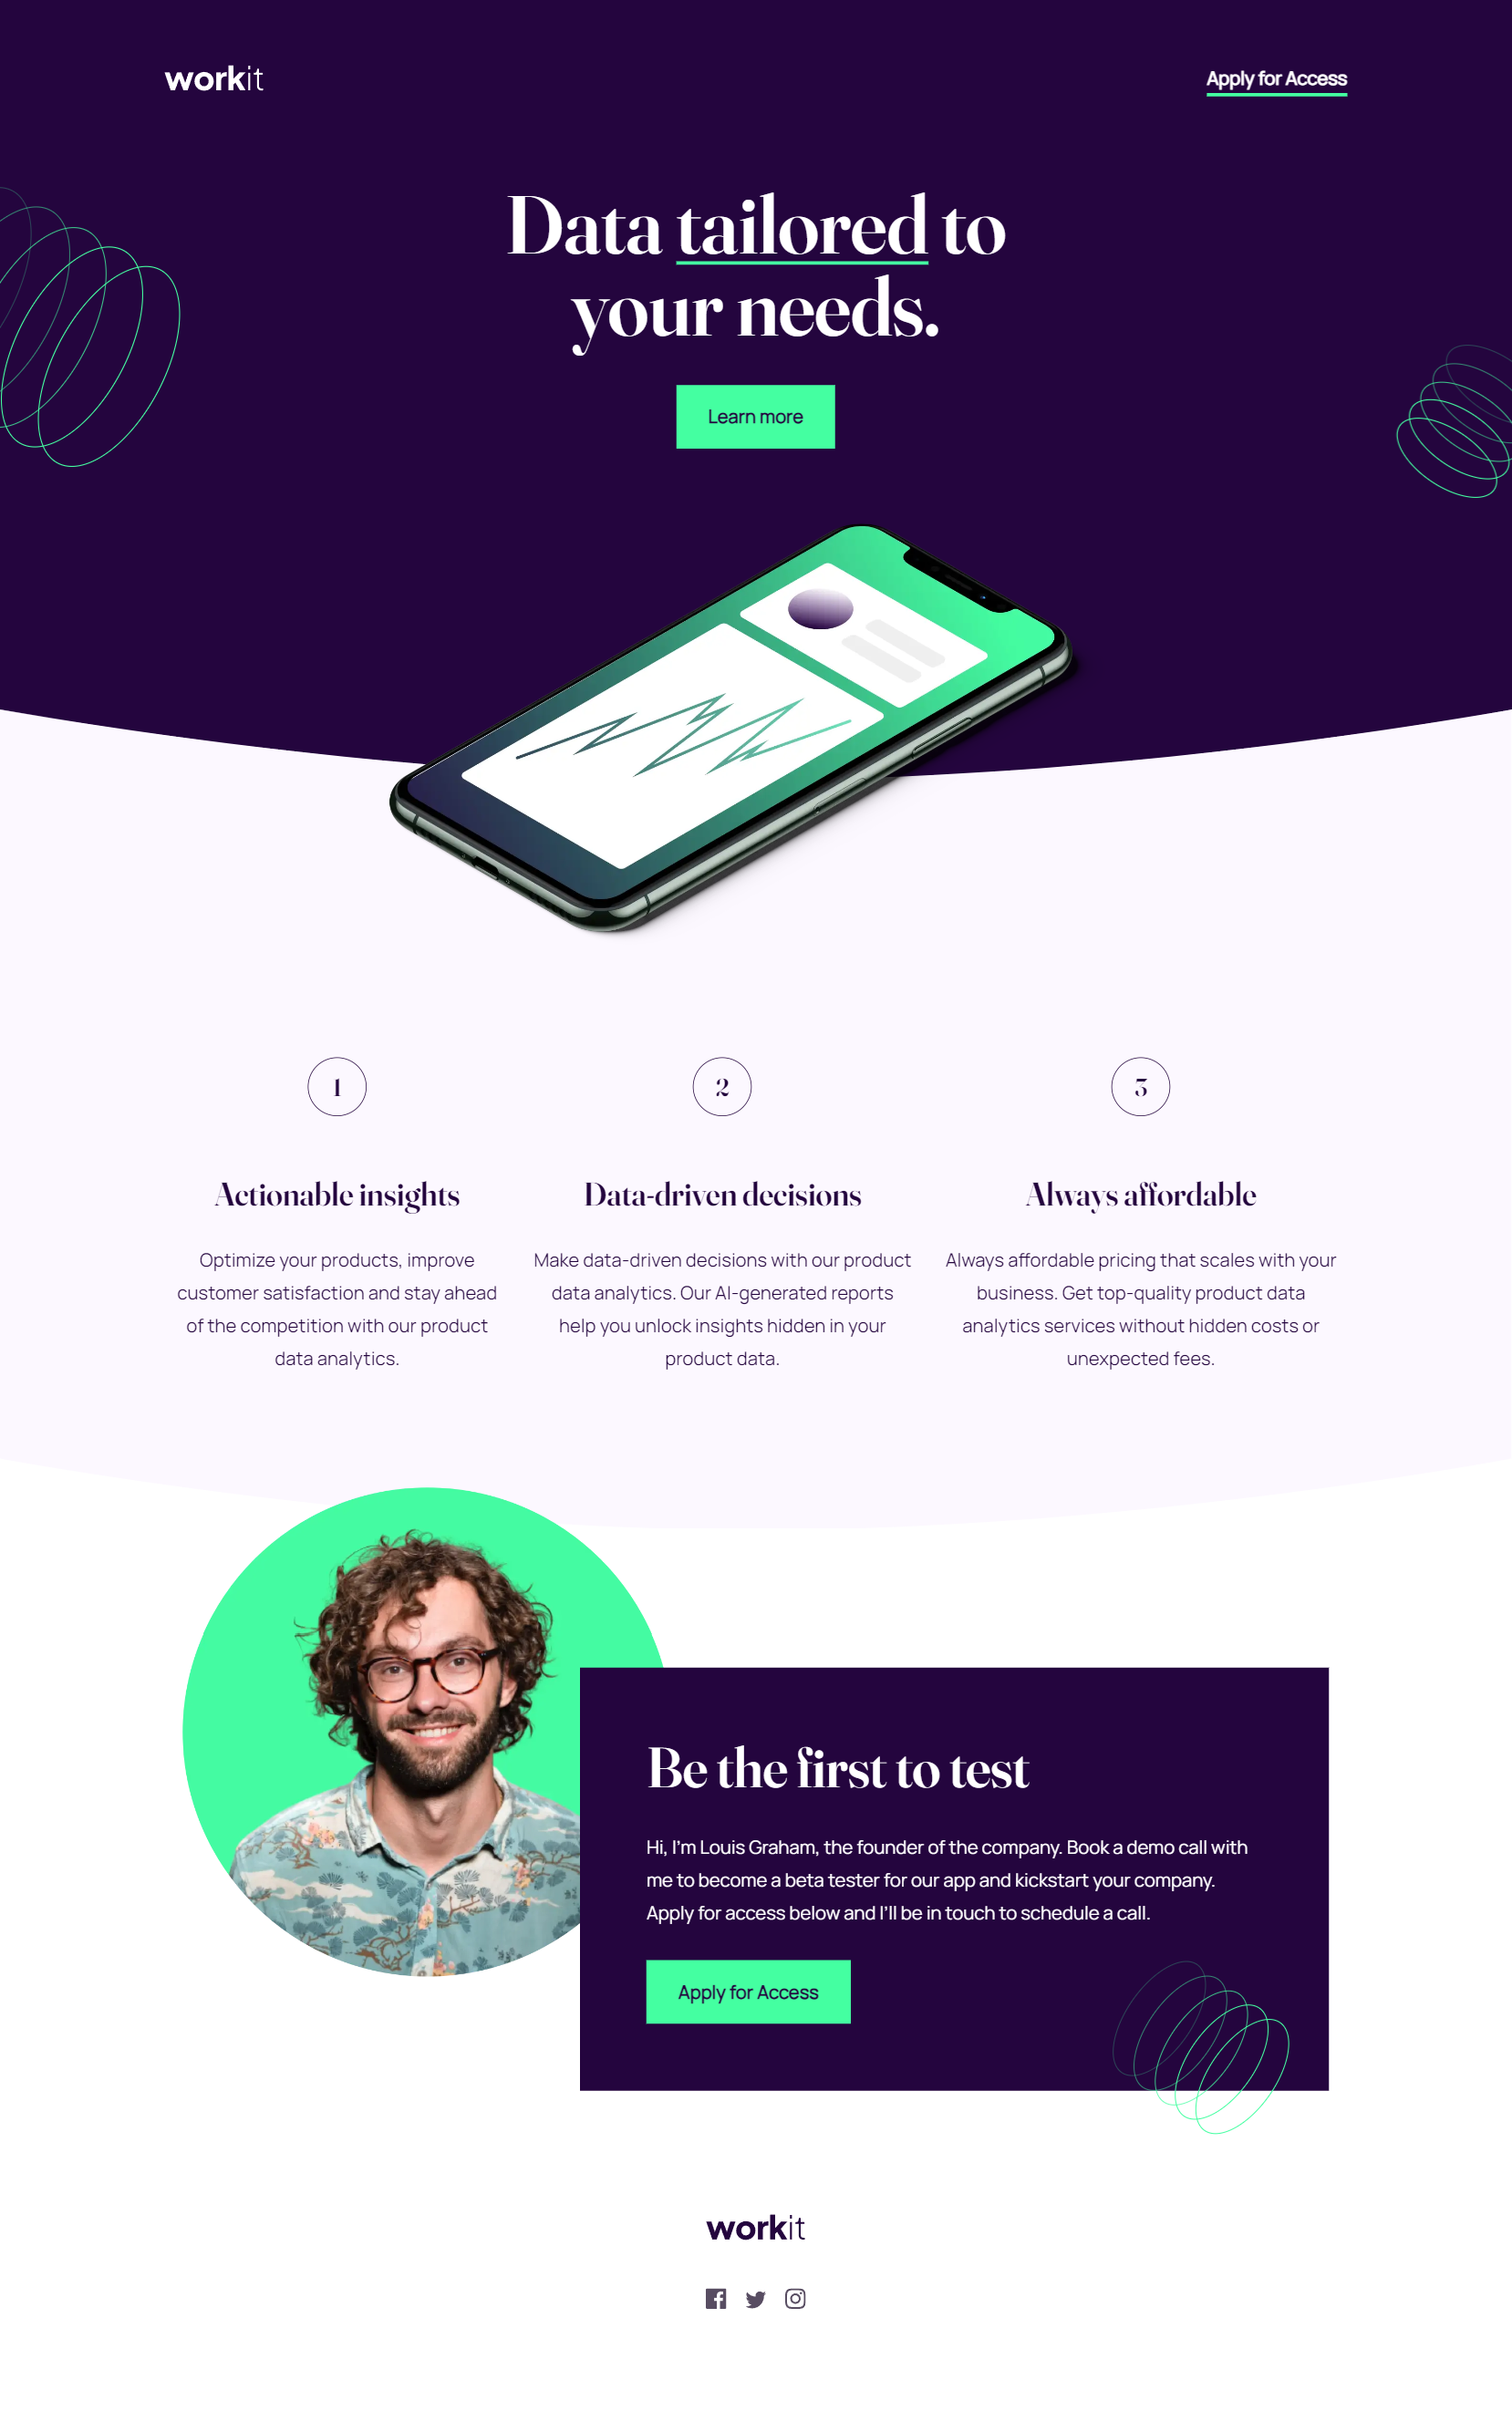 workit
Apply for Access
Data tailored to
your needs.
Learn more
1
Actionable insights
Optimize your products, improve
customer satisfaction and stay ahead
of the competition with our product
data analytics.
2
Data-driven decisions
Make data-driven decisions with our product
data analytics. Our AI-generated reports
help you unlock insights hidden in your
product data.
3
Always affordable
Always affordable pricing that scales with your
business. Get top-quality product data
analytics services without hidden costs or
unexpected fees.
Be the first to test
Hi, I'm Louis Graham, the founder of the company. Book a demo call with
me to become a beta tester for our app and kickstart your company.
Apply for access below and I'll be in touch to schedule a call.
Apply for Access
workit